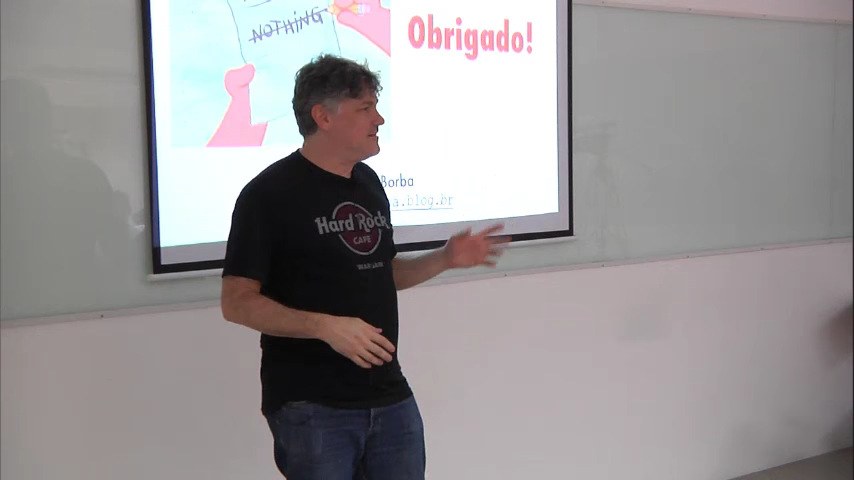 NOTHING
Obrigado!
Borba
a.blog.br
Hard Rock
CAFE